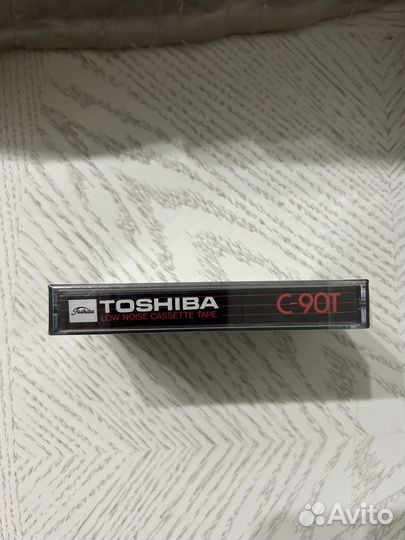 Toshiba TOSHIBA C-90T
LOW NOISE CASSETTE TAPE
Avito